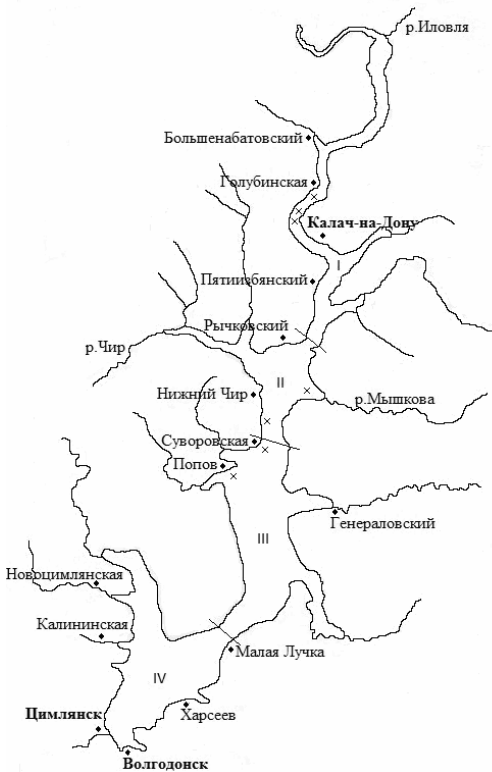 р.Иловля
Большенабатовский
Голубинская
Калач-на-Дону
I
Пятиизбянский
Рычковский
р.Чир
II
Нижний Чир
р.Мышкова
Суворовская
Попов
Генераловский
III
Новоцимлянская
Калининская
Малая Лучка
IV
Харсеев
Цимлянск
Волгодонск